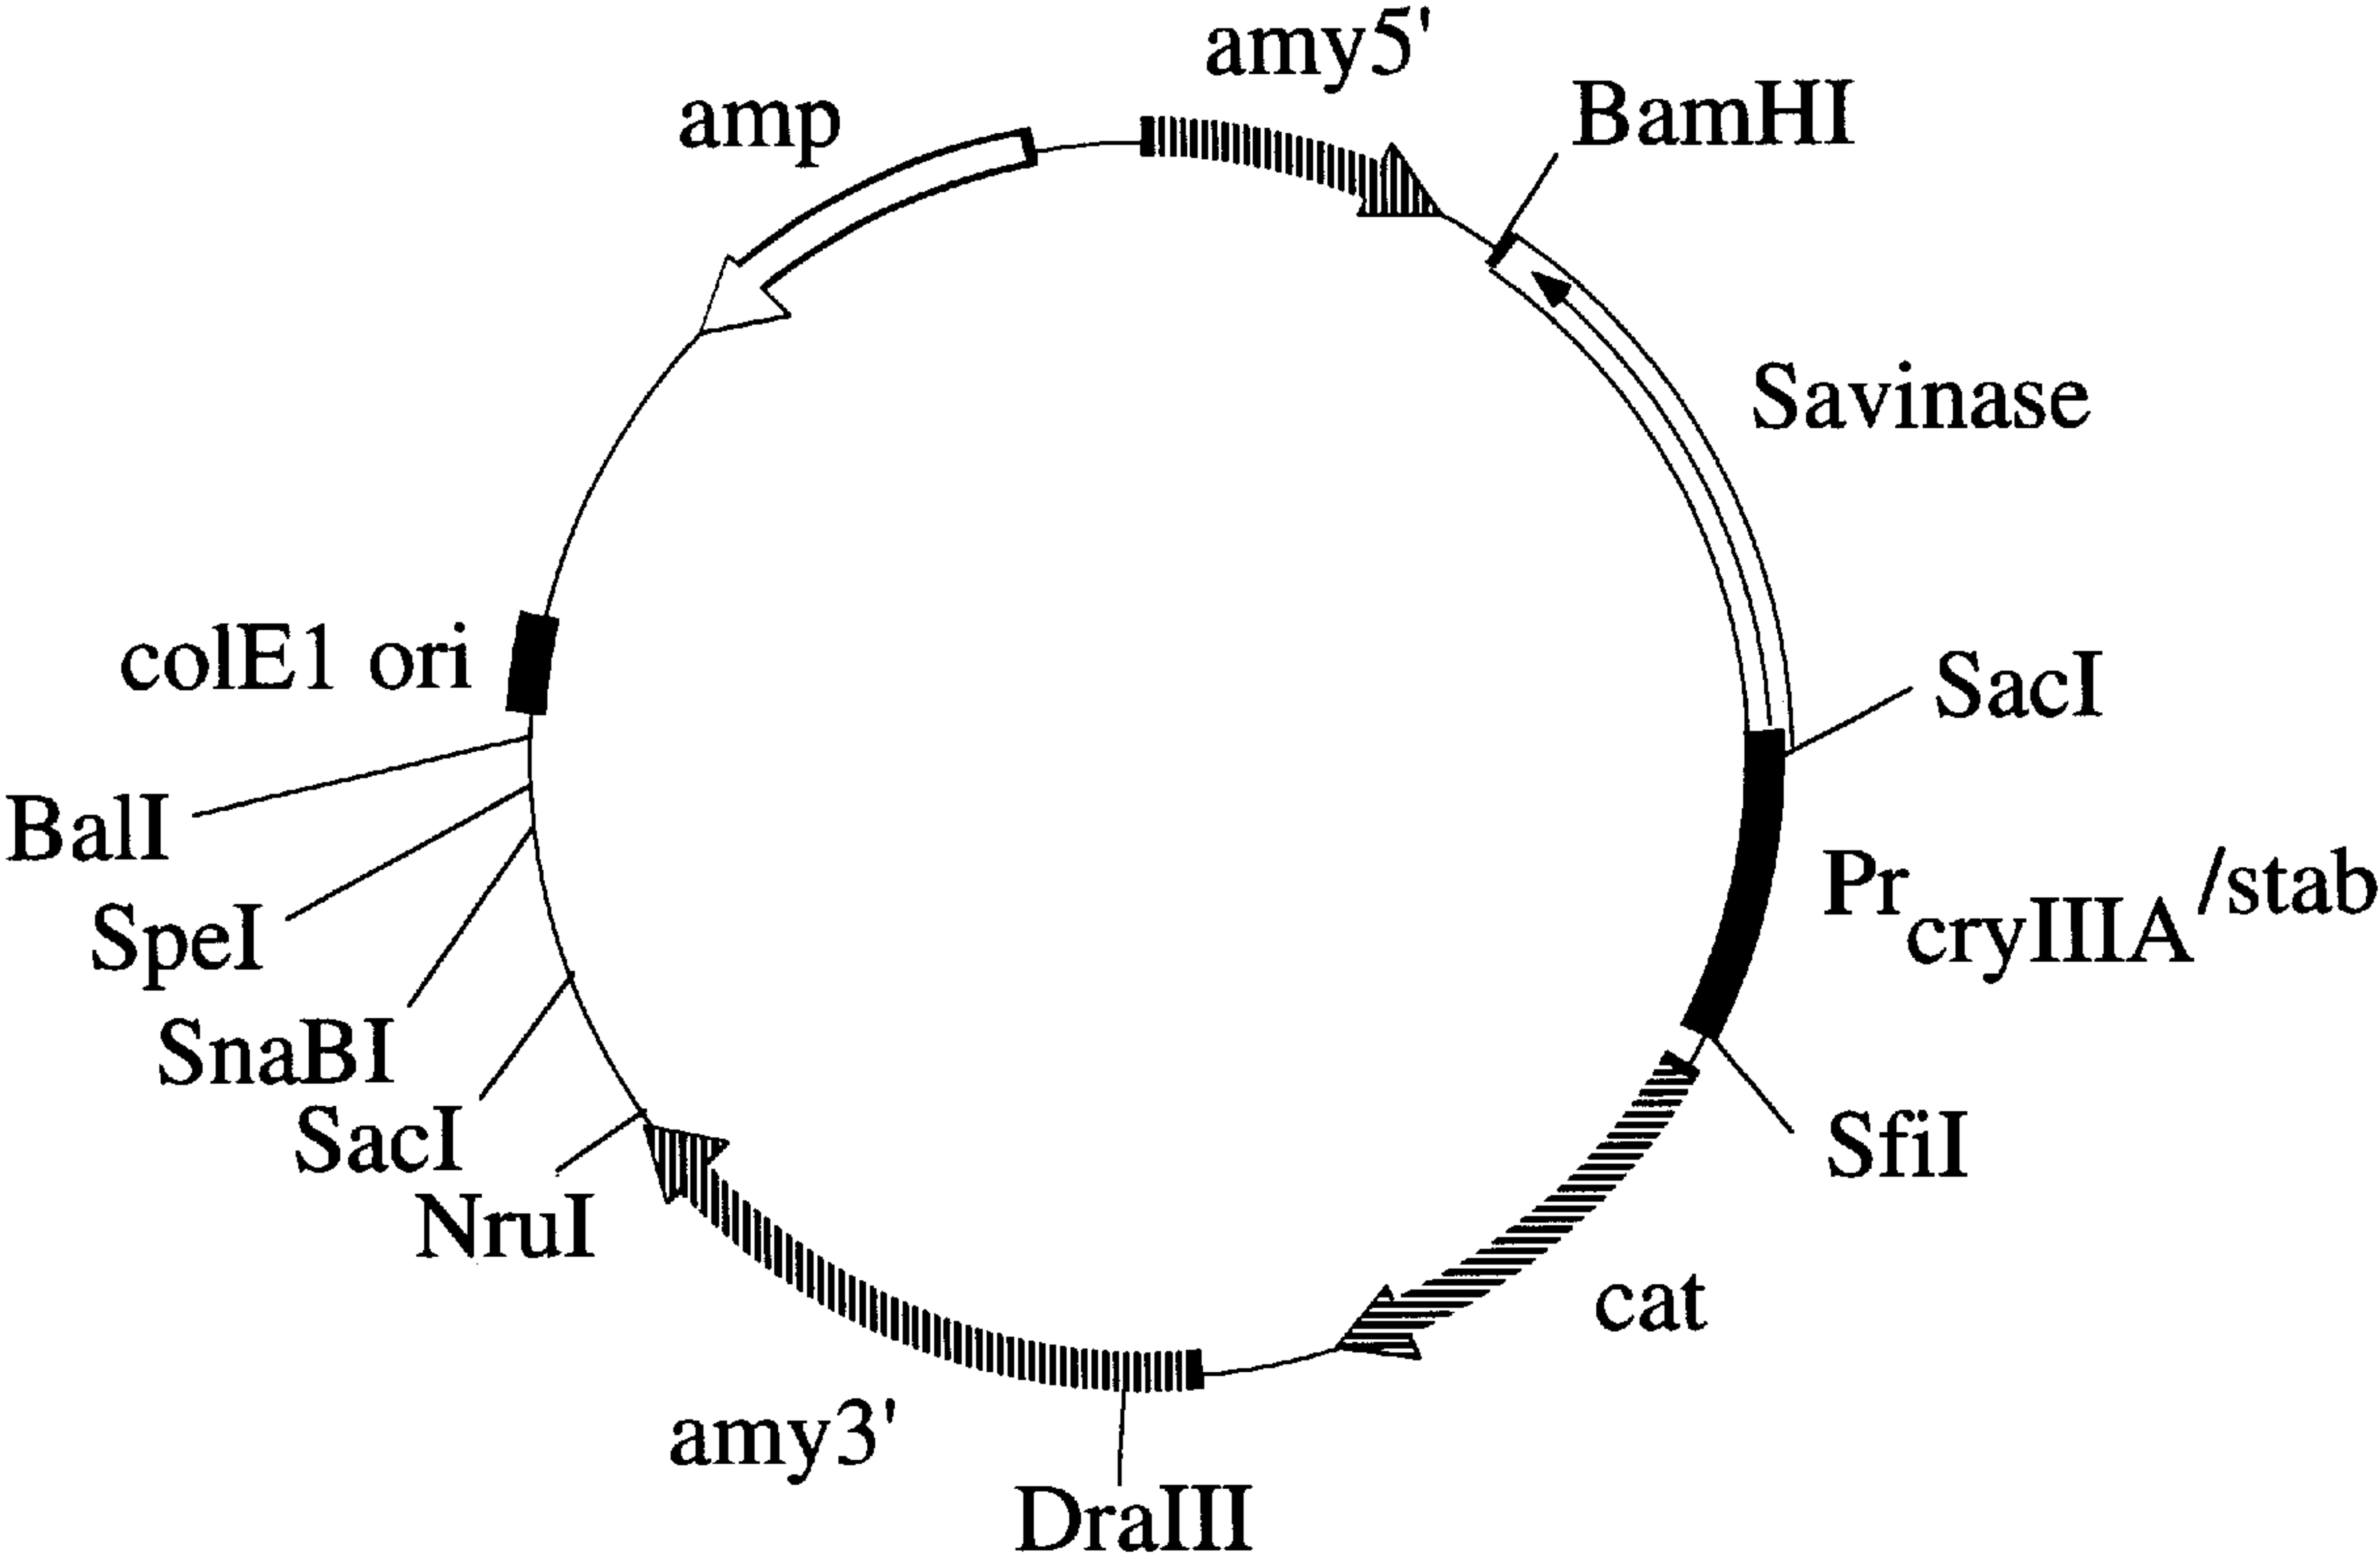 amy5'
amp
BamHI
Savinase
colE1 ori
SacI
BalI
PrcryIIIA/stab
SpeI
SnaBI
SacI
SfiI
NruI
cat
amy3'
DraIII